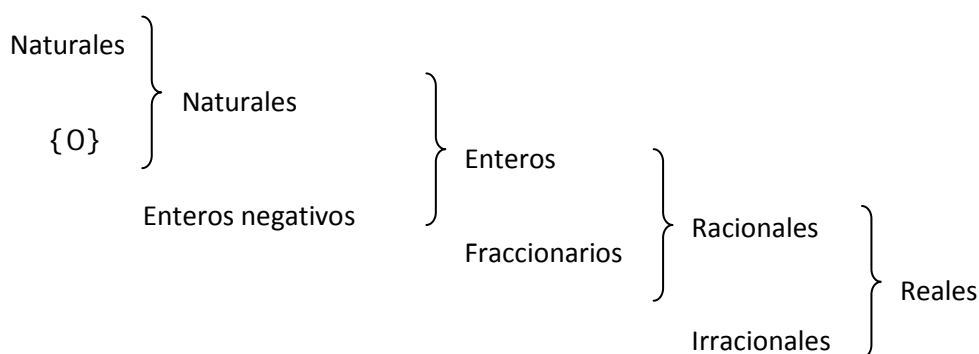 Naturales
Naturales
{0}
Enteros
Enteros negativos
Racionales
Fraccionarios
Reales
Irracionales